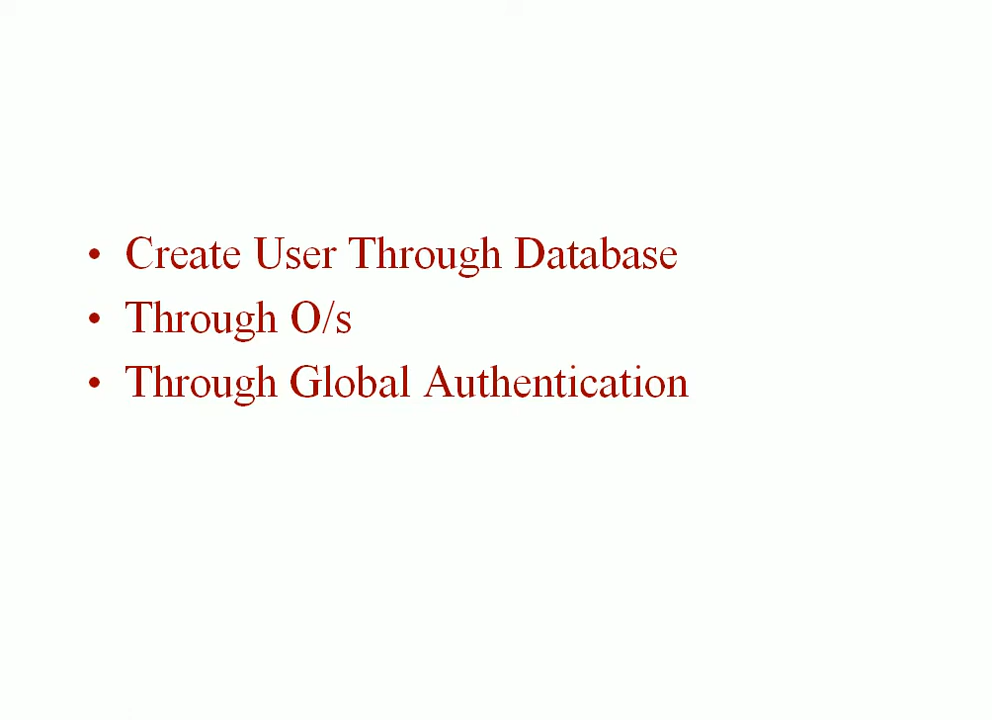 • Create User Through Database
• Through O/s
• Through Global Authentication